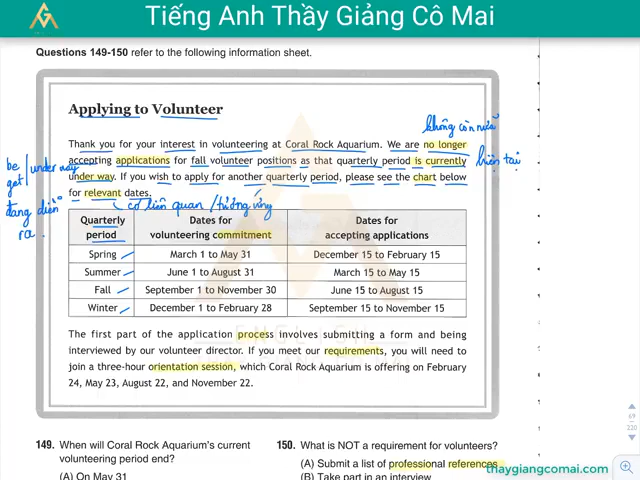 Tiếng Anh Thầy Giảng Cô Mai
Questions 149-150 refer to the following information sheet.
Applying to Volunteer
không còn nữa
Thank you for your interest in volunteering at Coral Rock Aquarium. We are no longer
accepting applications for fall volunteer positions as that quarterly period is currently
hiện tại
under way. If you wish to apply for another quarterly period, please see the chart below
for relevant dates.
be / under way
get
đang diễn
ra
có liên quan / tương ứng
Quarterly period | Dates for volunteering commitment | Dates for accepting applications
Spring | March 1 to May 31 | December 15 to February 15
Summer | June 1 to August 31 | March 15 to May 15
Fall | September 1 to November 30 | June 15 to August 15
Winter | December 1 to February 28 | September 15 to November 15
The first part of the application process involves submitting a form and being
interviewed by our volunteer director. If you meet our requirements, you will need to
join a three-hour orientation session, which Coral Rock Aquarium is offering on February
24, May 23, August 22, and November 22.
149. When will Coral Rock Aquarium's current
volunteering period end?
(A) On May 31
150. What is NOT a requirement for volunteers?
(A) Submit a list of professional references
(B) Take part in an interview
thaygiangcomai.com
69
220